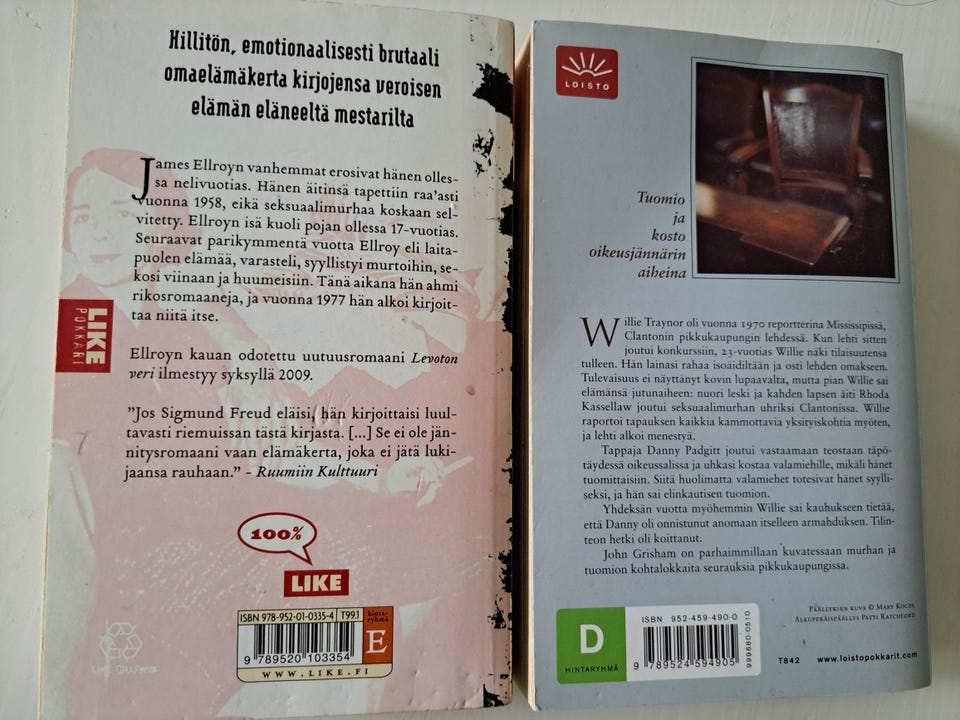 Hillitön, emotionaalisesti brutaali
omaelämäkerta kirjojensa veroisen
elämän eläneeltä mestarilta
James Ellroyn vanhemmat erosivat hänen olles-
sa nelivuotias. Hänen äitinsä tapettiin raa'asti
vuonna 1958, eikä seksuaalimurhaa koskaan sel-
vitetty. Ellroyn isä kuoli pojan ollessa 17-vuotias.
Seuraavat parikymmentä vuotta Ellroy eli laita-
puolen elämää, varasteli, syyllistyi murtoihin, se-
kosi viinaan ja huumeisiin. Tänä aikana hän ahmi
rikosromaaneja, ja vuonna 1977 hän alkoi kirjoit-
taa niitä itse.
LIKE
POKKARI
Ellroyn kauan odotettu uutuusromaani Levoton
veri ilmestyy syksyllä 2009.
"Jos Sigmund Freud eläisi, hän kirjoittaisi luul-
tavasti riemuissan tästä kirjasta. [...] Se ei ole jän-
nitysromaani vaan elämäkerta, joka ei jätä luki-
jaansa rauhaan." - Ruumiin Kulttuuri
100%
LIKE
ISBN 978-952-01-0335-4 T99.1
hinta-
ryhmä
E
9 789520 103354
WWW.LIKE.FI
LOISTO
Tuomio
ja
kosto
oikeusjännärin
aiheina
Willie Traynor oli vuonna 1970 reportterina Mississipissä,
Clantonin pikkukaupungin lehdessä. Kun lehti sitten
joutui konkurssiin, 23-vuotias Willie näki tilaisuutensa
tulleen. Hän lainasi rahaa isoäidiltään ja osti lehden omakseen.
Tulevaisuus ei näyttänyt kovin lupaavalta, mutta pian Willie sai
elämänsä jutunaiheen: nuori leski ja kahden lapsen äiti Rhoda
Kassellaw joutui seksuaalimurhan uhriksi Clantonissa. Willie
raportoi tapauksen kaikkia kammottavia yksityiskohtia myöten,
ja lehti alkoi menestyä.
Tappaja Danny Padgitt joutui vastaamaan teostaan täpö-
täydessä oikeussalissa ja uhkasi kostaa valamiehille, mikäli hänet
tuomittaisiin. Siitä huolimatta valamiehet totesivat hänet syylli-
seksi, ja hän sai elinkautisen tuomion.
Yhdeksän vuotta myöhemmin Willie sai kauhukseen tietää,
että Danny oli onnistunut anomaan itselleen armahduksen. Tilin-
teon hetki oli koittanut.
John Grisham on parhaimmillaan kuvatessaan murhan ja
tuomion kohtalokkaita seurauksia pikkukaupungissa.
Päällyksen kuva © Mary Kocol
Alkuperäispäällys Patti Ratchford
D
HINTARYHMÄ
ISBN 952-459-490-0
9 789524 594905
999680-0510
T842 www.loistopokkarit.com